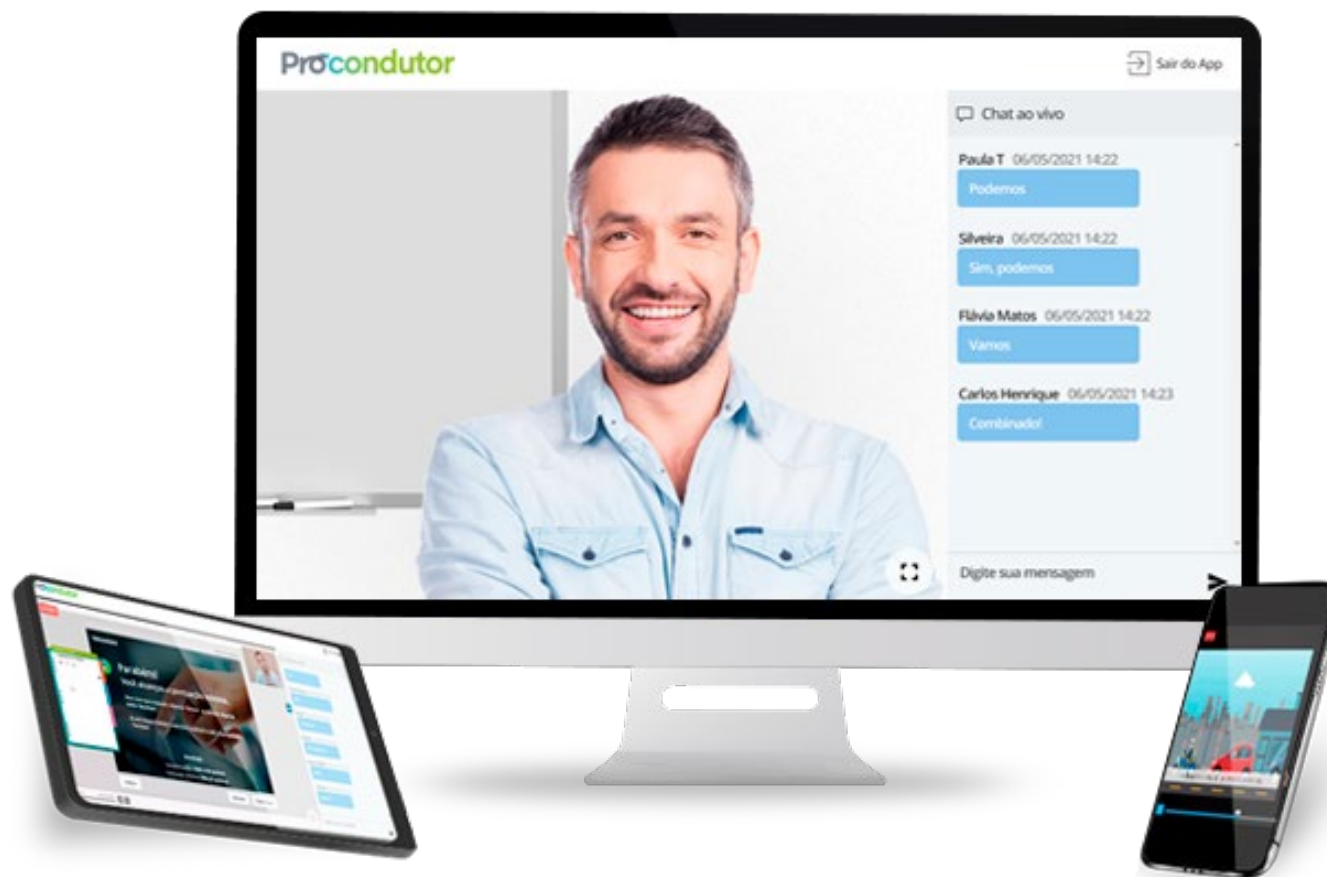 Procondutor
Sair do App
Chat ao vivo
Paula T 06/05/2021 14:22
Podemos
Silveira 06/05/2021 14:22
Sim, podemos
Flávia Matos 06/05/2021 14:22
Vamos
Carlos Henrique 06/05/2021 14:23
Combinado!
Digite sua mensagem
Procondutor
Parabéns!